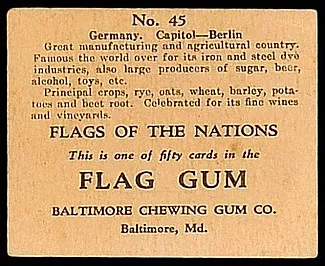 No. 45
Germany. Capitol—Berlin
Great manufacturing and agricultural country.
Famous the world over for its iron and steel dye
industries, also large producers of sugar, beer,
alcohol, toys, etc.
Principal crops, rye, oats, wheat, barley, pota-
toes and beet root. Celebrated for its fine wines
and vineyards.
FLAGS OF THE NATIONS
This is one of fifty cards in the
FLAG GUM
BALTIMORE CHEWING GUM CO.
Baltimore, Md.